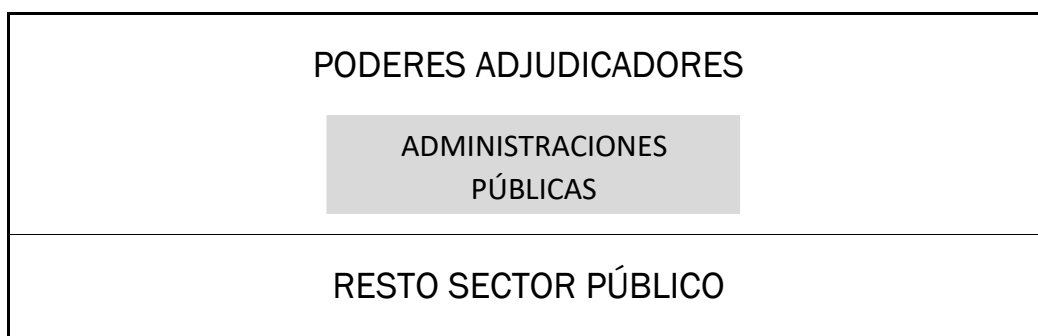 PODERES ADJUDICADORES
ADMINISTRACIONES
PÚBLICAS
RESTO SECTOR PÚBLICO